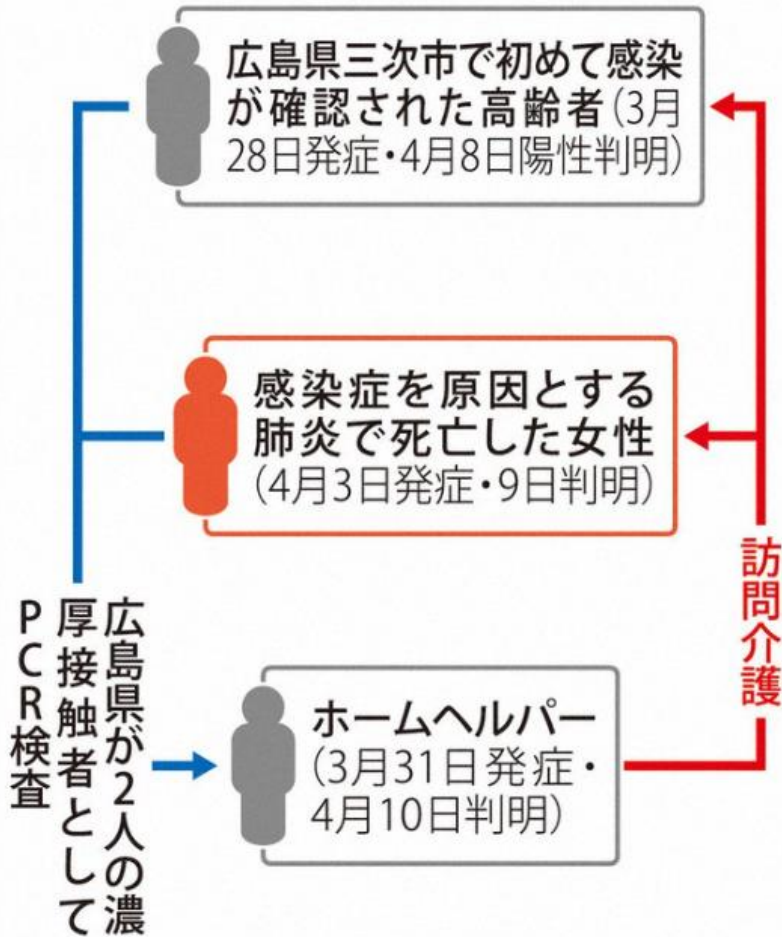 広島県三次市で初めて感染
が確認された高齢者(3月
28日発症・4月8日陽性判明)
感染症を原因とする
肺炎で死亡した女性
(4月3日発症・9日判明)
訪問介護
ホームヘルパー
(3月31日発症・
4月10日判明)
広島県が2人の濃
厚接触者として
PCR検査